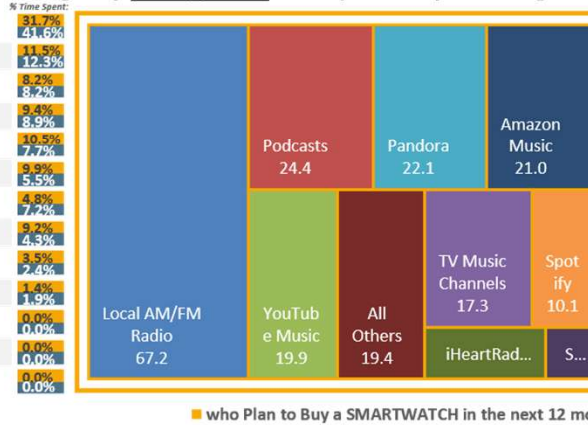 % Time Spent:
31.7%
41.6%
11.5%
12.3%
8.2%
8.2%
9.4%
8.9%
10.5%
7.7%
9.9%
5.5%
4.8%
7.2%
9.2%
4.3%
3.5%
2.4%
1.4%
1.9%
0.0%
0.0%
0.0%
0.0%
0.0%
0.0%
Local AM/FM
Radio
67.2
Podcasts
24.4
Pandora
22.1
Amazon
Music
21.0
YouTub
e Music
19.9
All
Others
19.4
TV Music
Channels
17.3
Spot
ify
10.1
iHeartRad...
S...
who Plan to Buy a SMARTWATCH in the next 12 mo